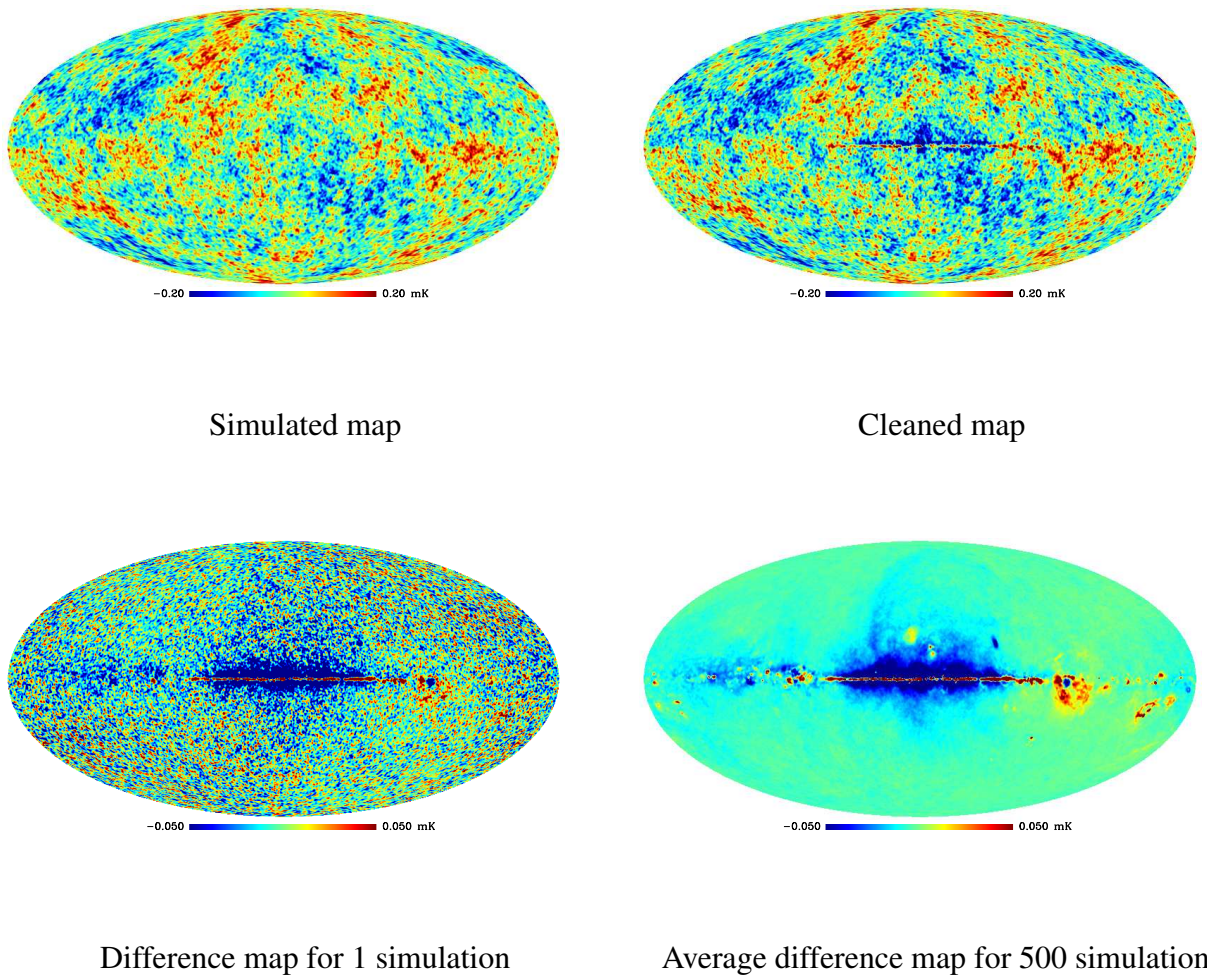 −0.20 0.20 mK
−0.20 0.20 mK
Simulated map
Cleaned map
−0.050 0.050 mK
−0.050 0.050 mK
Difference map for 1 simulation
Average difference map for 500 simulation